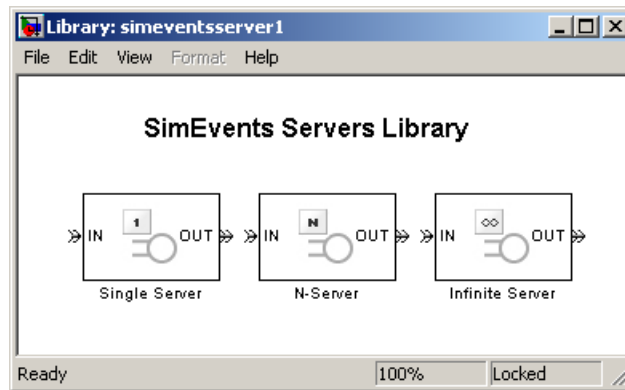 Library: simeventsserver1
File Edit View Format Help
SimEvents Servers Library
1 N ∞
IN OUT IN OUT IN OUT
Single Server N-Server Infinite Server
Ready 100% Locked